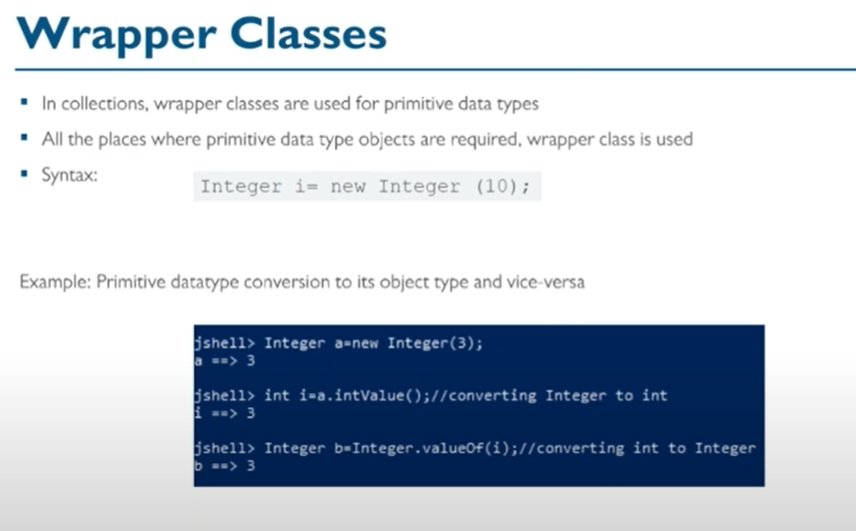 Wrapper Classes
▪ In collections, wrapper classes are used for primitive data types
▪ All the places where primitive data type objects are required, wrapper class is used
▪ Syntax:
Integer i= new Integer (10);
Example: Primitive datatype conversion to its object type and vice-versa
jshell> Integer a=new Integer(3);
a ==> 3
jshell> int i=a.intValue();//converting Integer to int
i ==> 3
jshell> Integer b=Integer.valueOf(i);//converting int to Integer
b ==> 3